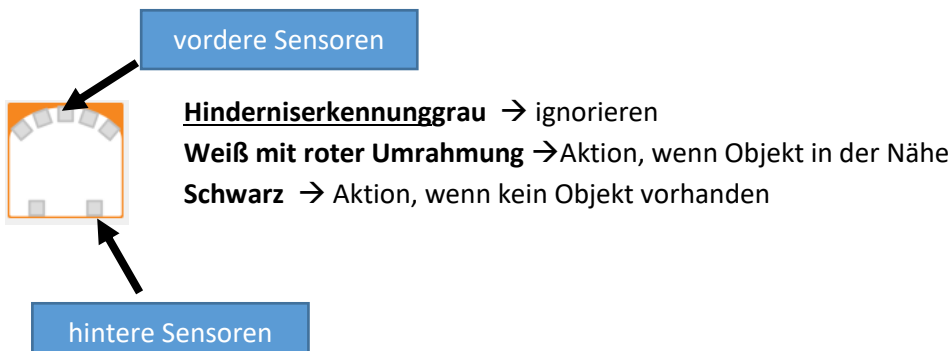 vordere Sensoren
Hinderniserkennunggrau → ignorieren
Weiß mit roter Umrahmung →Aktion, wenn Objekt in der Nähe
Schwarz → Aktion, wenn kein Objekt vorhanden
hintere Sensoren